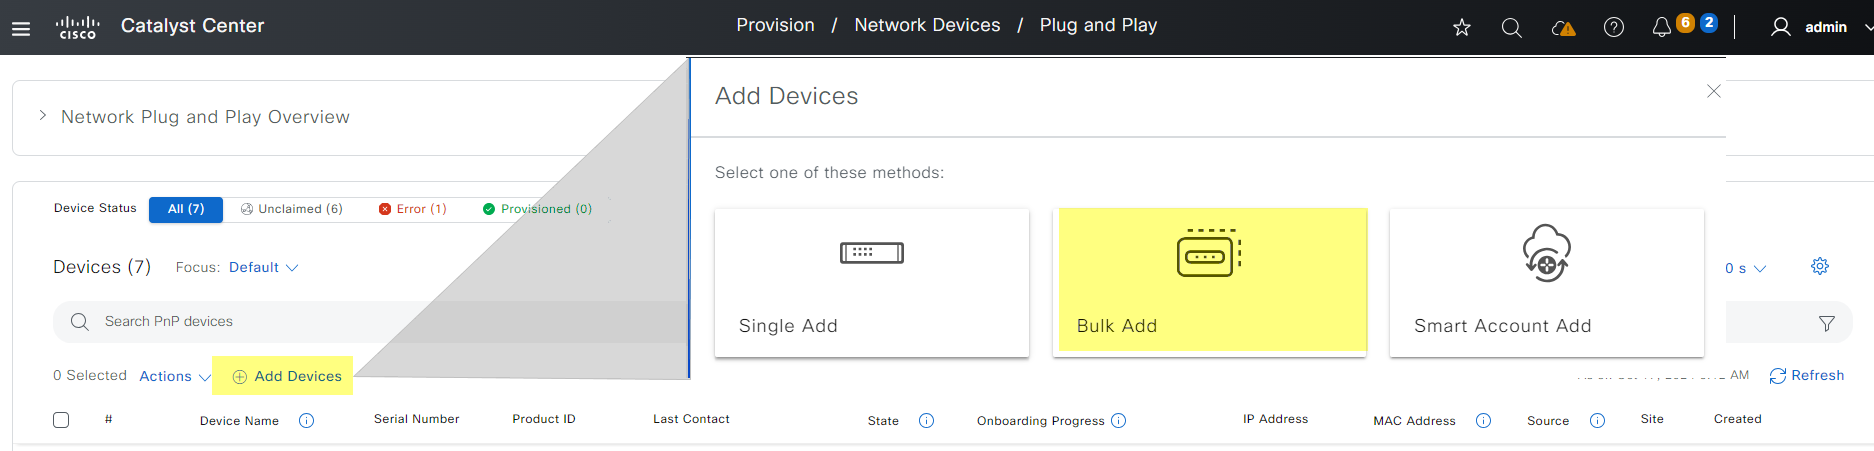 cisco Catalyst Center Provision / Network Devices / Plug and Play 6 2 admin
Network Plug and Play Overview
Add Devices
Select one of these methods:
Device Status All (7) Unclaimed (6) Error (1) Provisioned (0)
Devices (7) Focus: Default 0 s
Search PnP devices
Single Add Bulk Add Smart Account Add
0 Selected Actions Add Devices AM Refresh
# Device Name Serial Number Product ID Last Contact State Onboarding Progress IP Address MAC Address Source Site Created